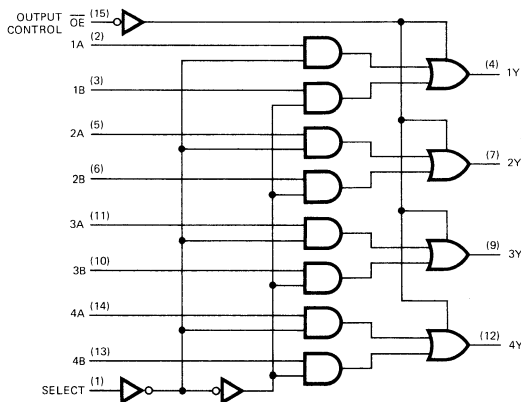 OUTPUT CONTROL OE (15)
1A (2)
1B (3)
(4) 1Y
2A (5)
2B (6)
(7) 2Y
3A (11)
3B (10)
(9) 3Y
4A (14)
4B (13)
(12) 4Y
SELECT (1)